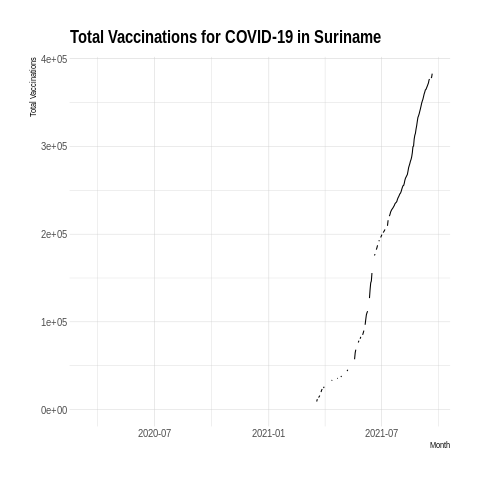 Total Vaccinations for COVID-19 in Suriname
Total Vaccinations
4e+05
3e+05
2e+05
1e+05
0e+00
2020-07 2021-01 2021-07
Month